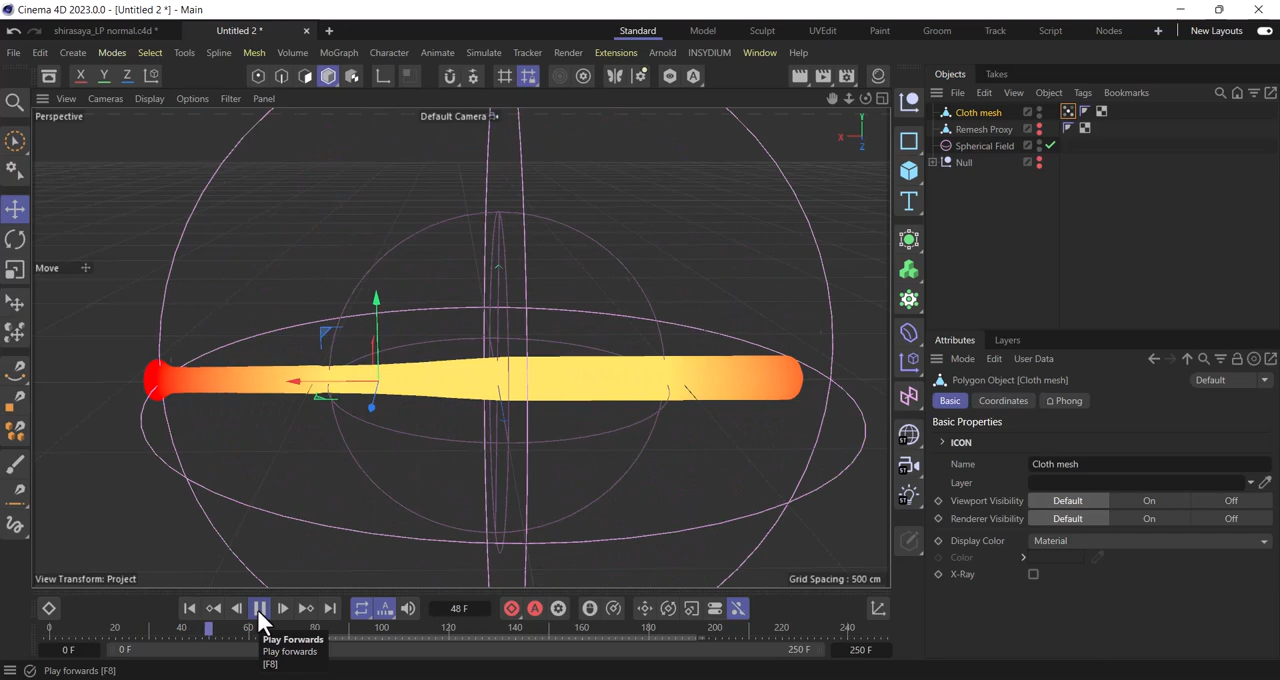 Cinema 4D 2023.0.0 - [Untitled 2 *] - Main
shirasaya_LP normal.c4d *
Untitled 2 *
Standard
Model
Sculpt
UVEdit
Paint
Groom
Track
Script
Nodes
New Layouts
File Edit Create Modes Select Tools Spline Mesh Volume MoGraph Character Animate Simulate Tracker Render Extensions Arnold INSYDIUM Window Help
X Y Z
Objects Takes
View Cameras Display Options Filter Panel
File Edit View Object Tags Bookmarks
Perspective
Default Camera
Y
X
Z
Cloth mesh
Remesh Proxy
Spherical Field
Null
Move
Attributes Layers
Mode Edit User Data
Polygon Object [Cloth mesh]
Default
Basic Coordinates Phong
Basic Properties
ICON
Name Cloth mesh
Layer
Viewport Visibility Default On Off
Renderer Visibility Default On Off
Display Color Material
Color
X-Ray
View Transform: Project
Grid Spacing : 500 cm
48 F
0 20 40 60 80 100 120 140 160 180 200 220 240
Play Forwards
Play forwards
[F8]
0 F
0 F
250 F
250 F
Play forwards [F8]